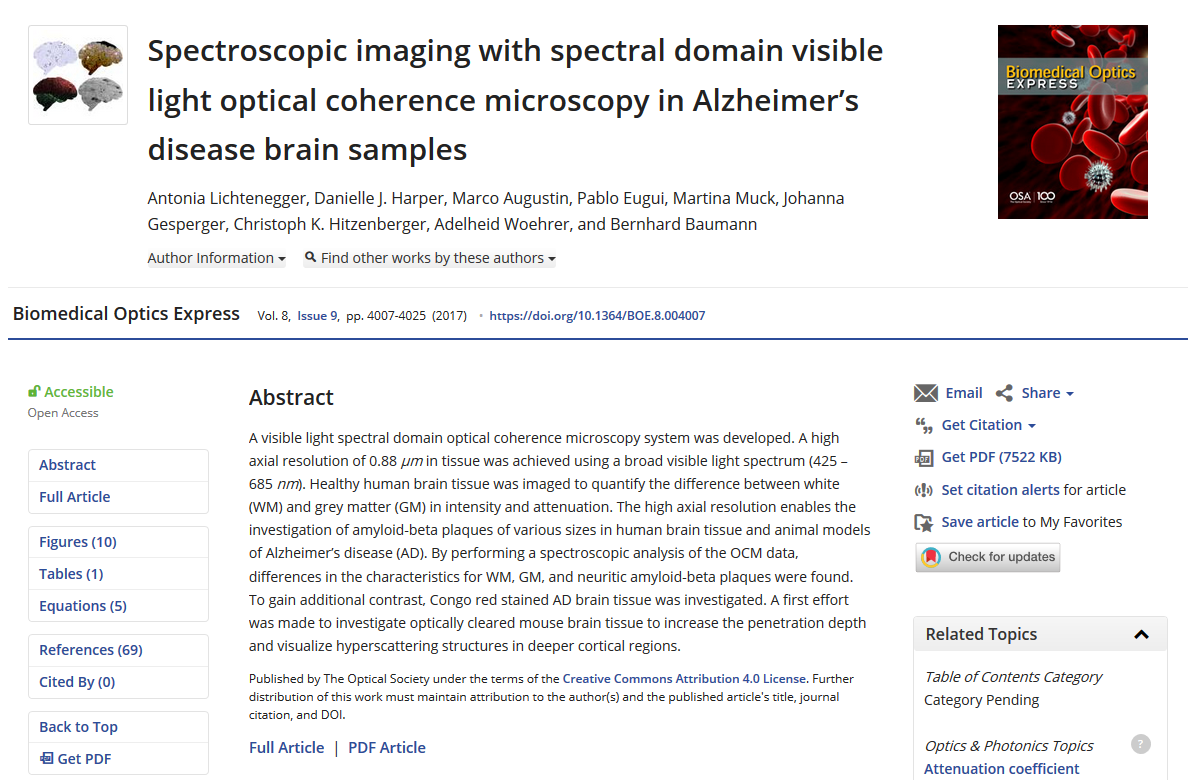 Spectroscopic imaging with spectral domain visible
light optical coherence microscopy in Alzheimer’s
disease brain samples
Antonia Lichtenegger, Danielle J. Harper, Marco Augustin, Pablo Eugui, Martina Muck, Johanna
Gesperger, Christoph K. Hitzenberger, Adelheid Woehrer, and Bernhard Baumann
Author Information
Find other works by these authors
Biomedical Optics
EXPRESS
OSA 100
Biomedical Optics Express Vol. 8, Issue 9, pp. 4007-4025 (2017) • https://doi.org/10.1364/BOE.8.004007
Accessible
Open Access
Abstract
Full Article
Figures (10)
Tables (1)
Equations (5)
References (69)
Cited By (0)
Back to Top
Get PDF
Abstract
A visible light spectral domain optical coherence microscopy system was developed. A high
axial resolution of 0.88 μm in tissue was achieved using a broad visible light spectrum (425 –
685 nm). Healthy human brain tissue was imaged to quantify the difference between white
(WM) and grey matter (GM) in intensity and attenuation. The high axial resolution enables the
investigation of amyloid-beta plaques of various sizes in human brain tissue and animal models
of Alzheimer’s disease (AD). By performing a spectroscopic analysis of the OCM data,
differences in the characteristics for WM, GM, and neuritic amyloid-beta plaques were found.
To gain additional contrast, Congo red stained AD brain tissue was investigated. A first effort
was made to investigate optically cleared mouse brain tissue to increase the penetration depth
and visualize hyperscattering structures in deeper cortical regions.
Published by The Optical Society under the terms of the Creative Commons Attribution 4.0 License. Further
distribution of this work must maintain attribution to the author(s) and the published article's title, journal
citation, and DOI.
Full Article | PDF Article
Email Share
Get Citation
PDF Get PDF (7522 KB)
Set citation alerts for article
Save article to My Favorites
Check for updates
Related Topics
Table of Contents Category
Category Pending
Optics & Photonics Topics ?
Attenuation coefficient